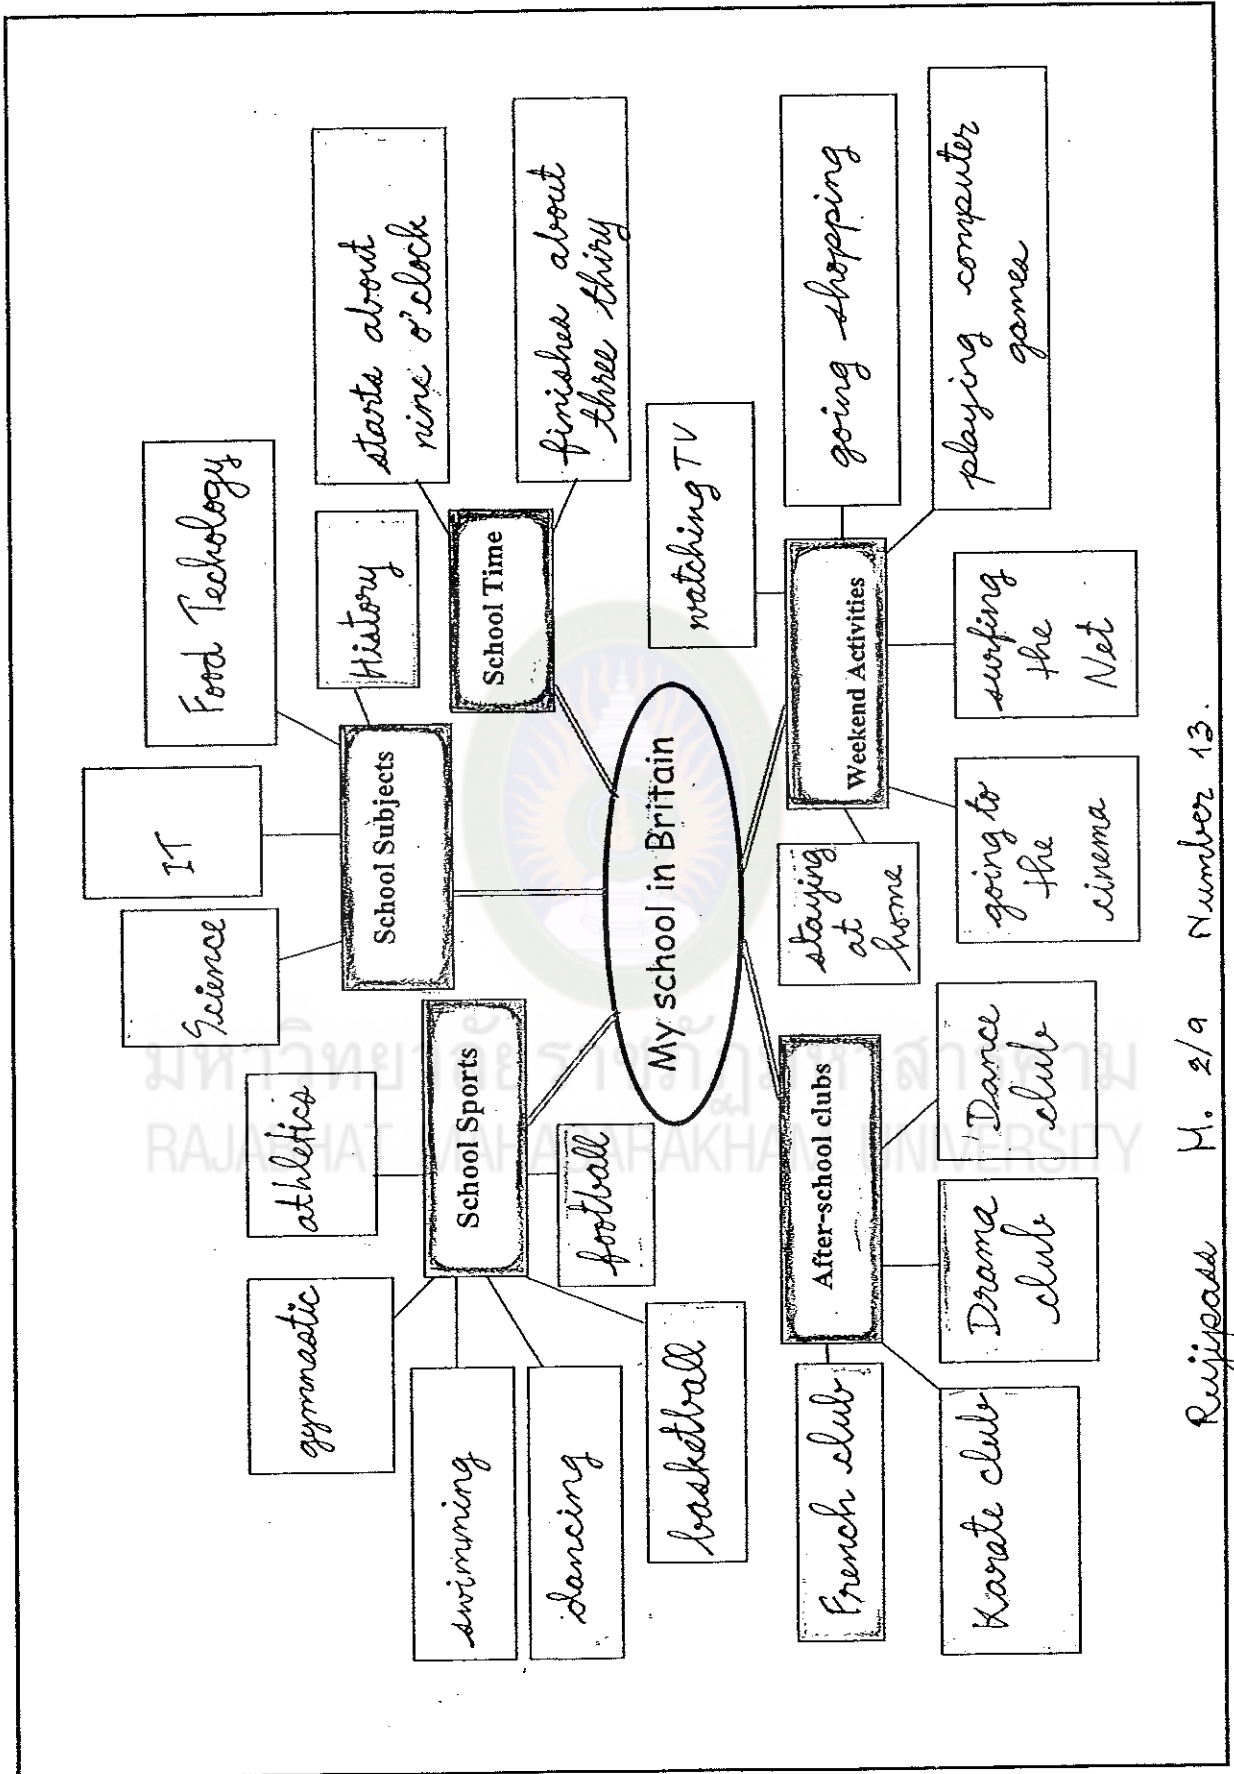 Science
IT
Food Techology
History
School Subjects
athletics
gymnastic
swimming
dancing
basketball
football
School Sports
starts about
nine o'clock
finishes about
three thiry
School Time
My school in Britain
French club
Karate club
Drama
club
Dance
club
After-school clubs
staying
at
home
going to
the
cinema
surfing
the
Net
playing computer
games
going shopping
watching TV
Weekend Activities
มหาวิทยาลัยราชภัฏมหาสารคาม
RAJABHAT MAHASARAKHAM UNIVERSITY
Rujipass M. 2/9 Number 13.